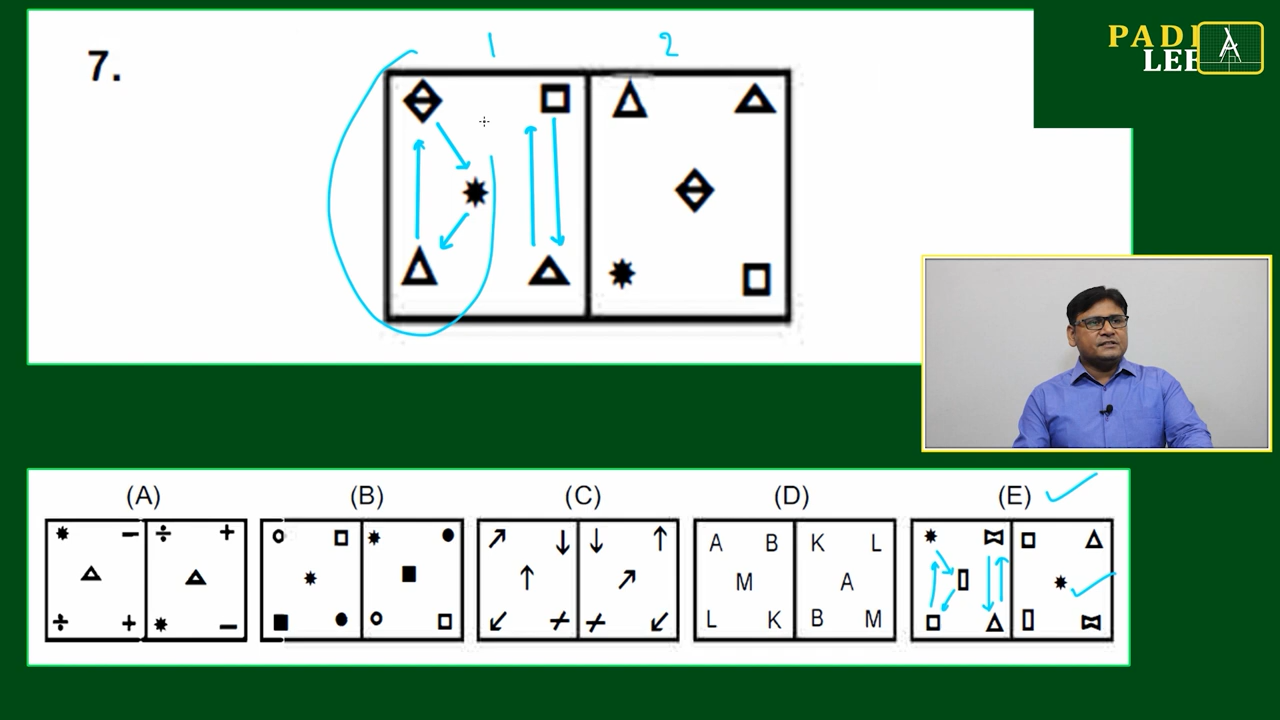 1 2
PADI
LEE
7.
(A) (B) (C) (D) (E)
A B K L
M A
L K B M